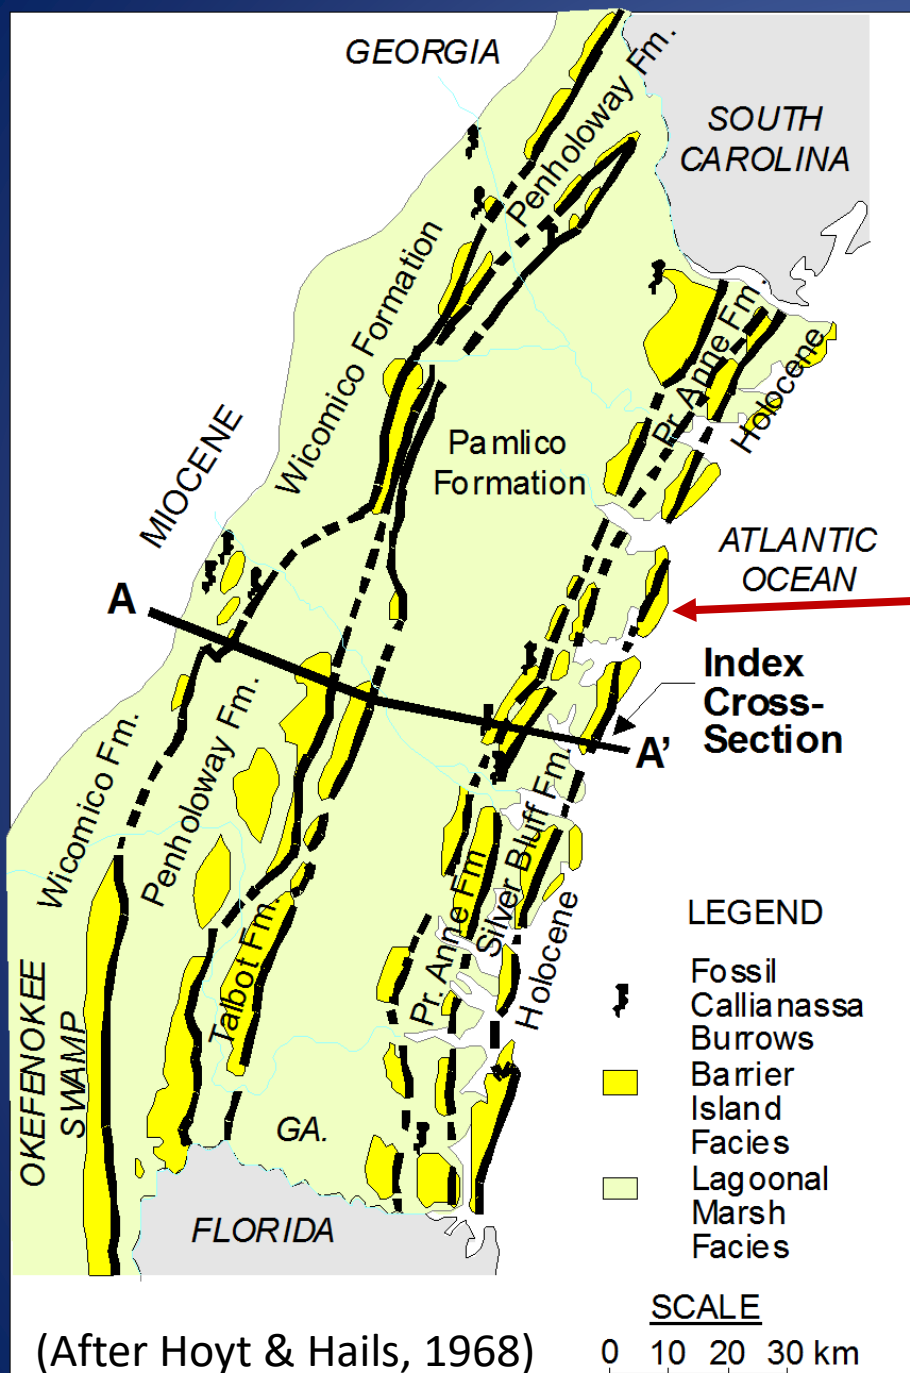 GEORGIA
SOUTH
CAROLINA
Penholoway Fm.
Wicomico Formation
MIOCENE
Pr. Anne Fm.
Holocene
Pamlico
Formation
ATLANTIC
OCEAN
A
Index
Cross-
Section
A’
Wicomico Fm.
Penholoway Fm.
Talbot Fm.
Pr. Anne Fm
Silver Bluff Fm.
Holocene
OKEFENOKEE
SWAMP
GA.
FLORIDA
LEGEND
Fossil
Callianassa
Burrows
Barrier
Island
Facies
Lagoonal
Marsh
Facies
SCALE
0 10 20 30 km
(After Hoyt & Hails, 1968)